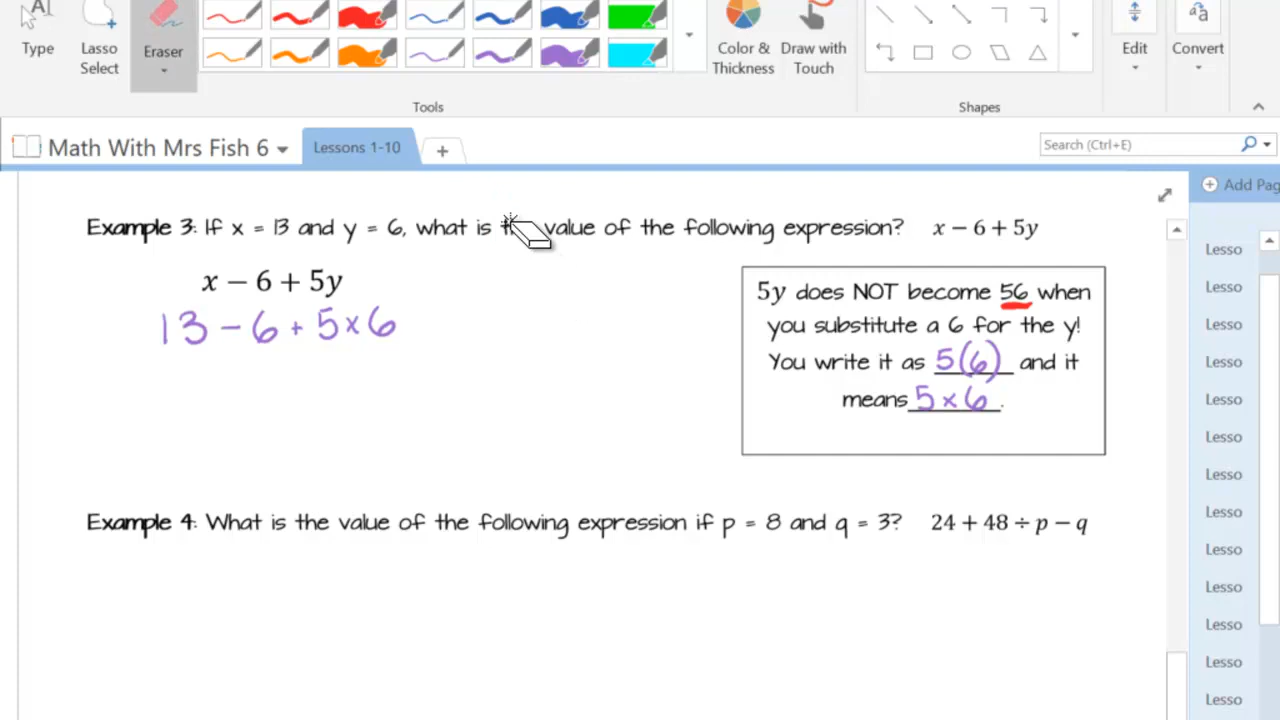 Type
Lasso
Select
Eraser
Color &
Thickness
Draw with
Touch
Edit
Convert
Tools
Shapes
Math With Mrs Fish 6
Lessons 1-10
+
Search (Ctrl+E)
Add Pag
Example 3: If x = 13 and y = 6, what is value of the following expression? x − 6 + 5y
x − 6 + 5y
13 − 6 + 5 × 6
5y does NOT become 56 when
you substitute a 6 for the y!
You write it as 5(6) and it
means 5 × 6.
Example 4: What is the value of the following expression if p = 8 and q = 3? 24 + 48 ÷ p − q
Lesso
Lesso
Lesso
Lesso
Lesso
Lesso
Lesso
Lesso
Lesso
Lesso
Lesso
Lesso
Lesso